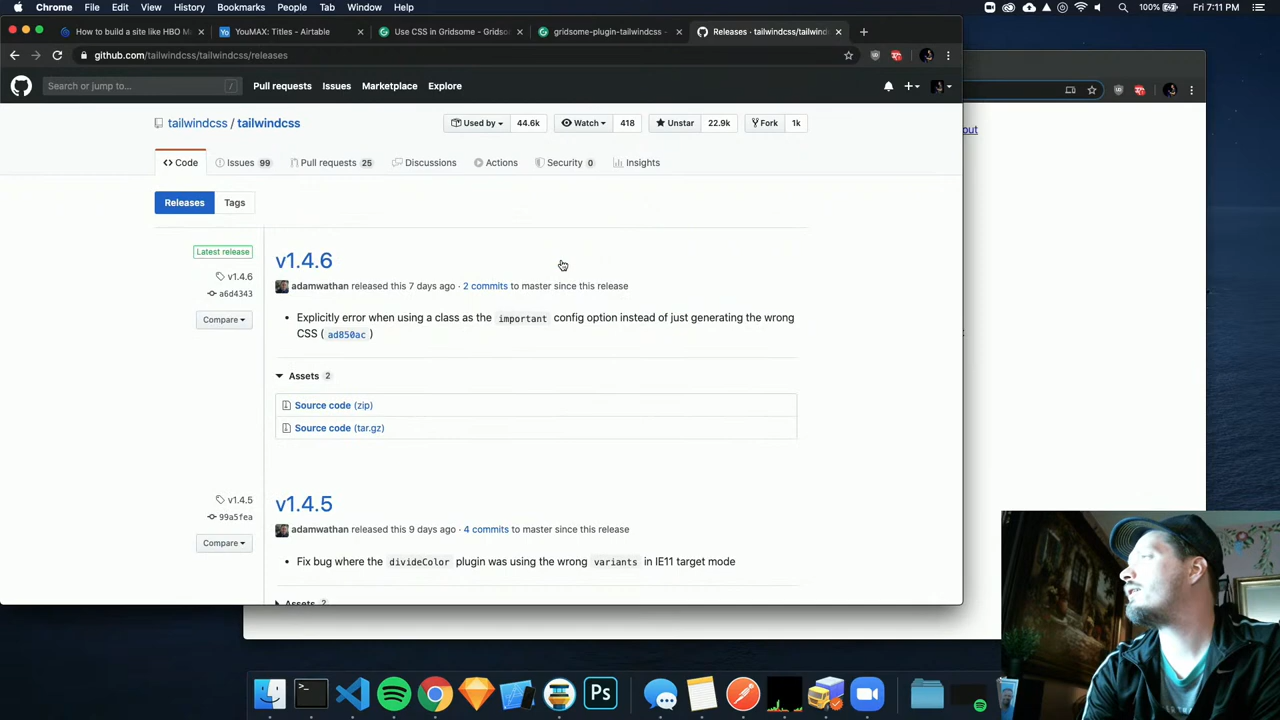 Chrome File Edit View History Bookmarks People Tab Window Help
100% Fri 7:11 PM
How to build a site like HBO M
YouMAX: Titles - Airtable
Use CSS in Gridsome - Gridso
gridsome-plugin-tailwindcss -
Releases · tailwindcss/tailwind
github.com/tailwindcss/tailwindcss/releases
Search or jump to... /
Pull requests Issues Marketplace Explore
tailwindcss / tailwindcss
Used by 44.6k Watch 418 Unstar 22.9k Fork 1k
out
Code Issues 99 Pull requests 25 Discussions Actions Security 0 Insights
Releases Tags
Latest release
v1.4.6
a6d4343
Compare
v1.4.6
adamwathan released this 7 days ago · 2 commits to master since this release
• Explicitly error when using a class as the important config option instead of just generating the wrong
CSS ( ad850ac )
Assets 2
Source code (zip)
Source code (tar.gz)
v1.4.5
99a5fea
Compare
v1.4.5
adamwathan released this 9 days ago · 4 commits to master since this release
• Fix bug where the divideColor plugin was using the wrong variants in IE11 target mode
Assets 2
Ps